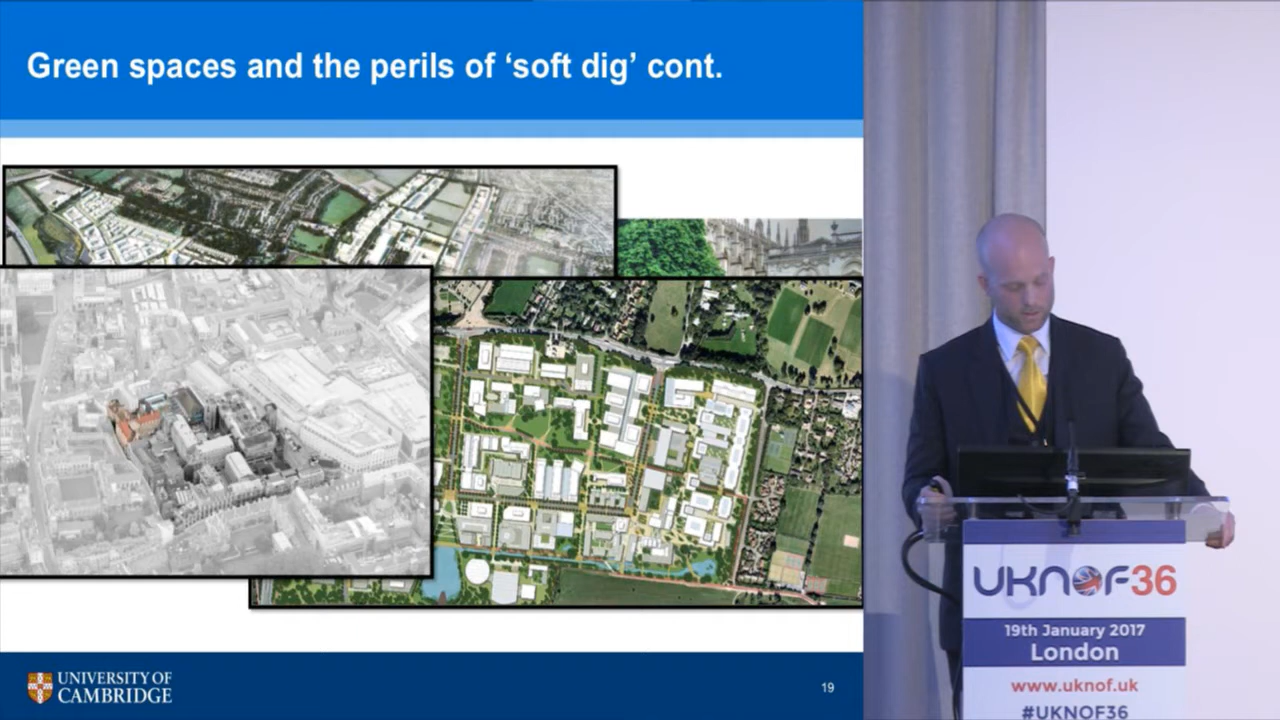 Green spaces and the perils of ‘soft dig’ cont.
UNIVERSITY OF
CAMBRIDGE
19
UKNOF36
19th January 2017
London
www.uknof.uk
#UKNOF36